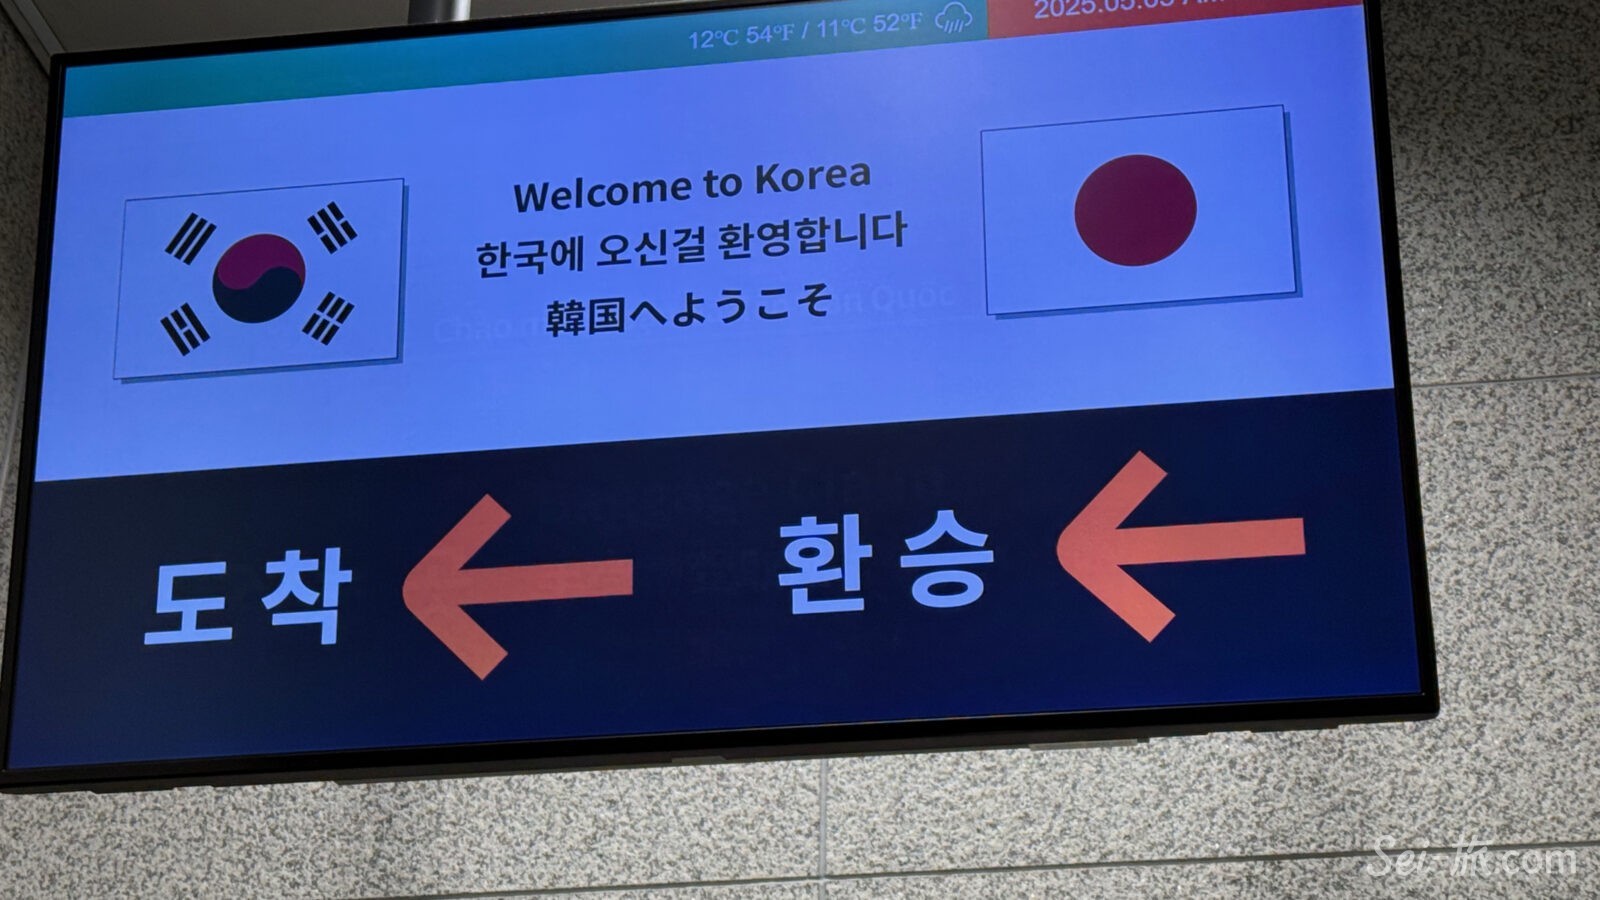 12°C 54°F / 11°C 52°F
Welcome to Korea
한국에 오신걸 환영합니다
韓国へようこそ
도착 ← 환승 ←
Sei-旅.com